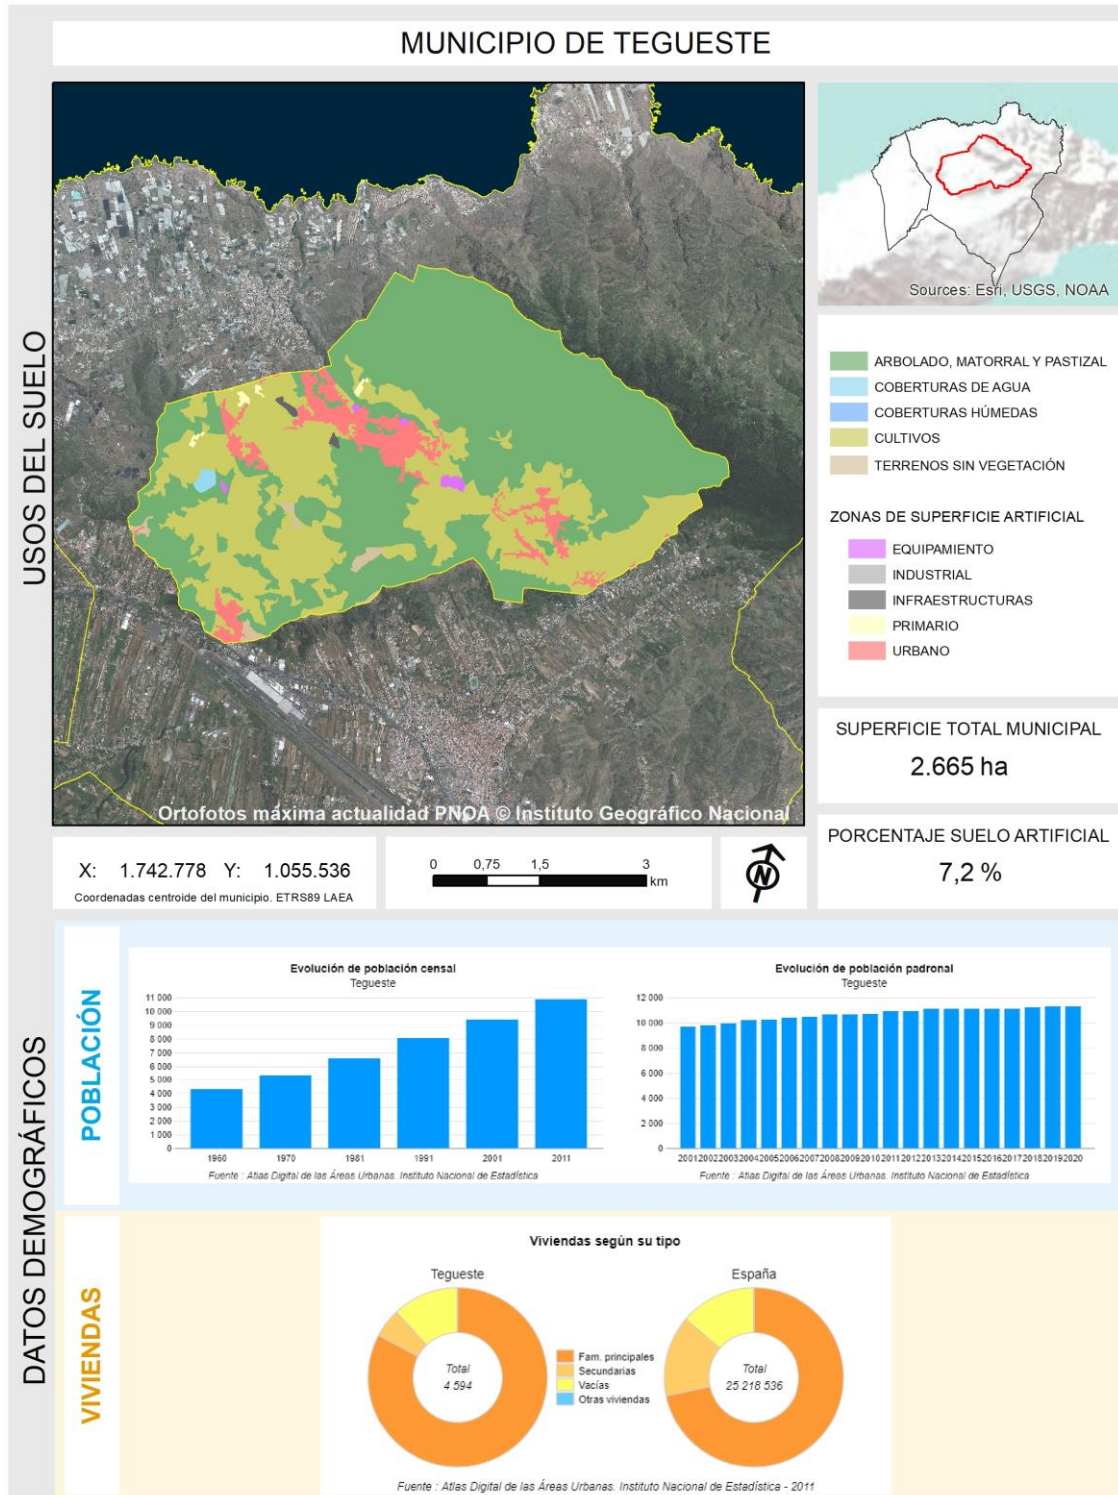 MUNICIPIO DE TEGUESTE
USOS DEL SUELO
Ortofotos máxima actualidad PNOA © Instituto Geográfico Nacional
Sources: Esri, USGS, NOAA
ARBOLADO, MATORRAL Y PASTIZAL
COBERTURAS DE AGUA
COBERTURAS HÚMEDAS
CULTIVOS
TERRENOS SIN VEGETACIÓN
ZONAS DE SUPERFICIE ARTIFICIAL
EQUIPAMIENTO
INDUSTRIAL
INFRAESTRUCTURAS
PRIMARIO
URBANO
SUPERFICIE TOTAL MUNICIPAL
2.665 ha
PORCENTAJE SUELO ARTIFICIAL
7,2 %
X: 1.742.778 Y: 1.055.536
Coordenadas centroide del municipio. ETRS89 LAEA
0 0,75 1,5 3
km
N
DATOS DEMOGRÁFICOS
POBLACIÓN
Evolución de población censal
Tegueste
11 000
10 000
9 000
8 000
7 000
6 000
5 000
4 000
3 000
2 000
1 000
0
1960 1970 1981 1991 2001 2011
Fuente : Atlas Digital de las Áreas Urbanas. Instituto Nacional de Estadística
Evolución de población padronal
Tegueste
12 000
10 000
8 000
6 000
4 000
2 000
0
2001 2002 2003 2004 2005 2006 2007 2008 2009 2010 2011 2012 2013 2014 2015 2016 2017 2018 2019 2020
Fuente : Atlas Digital de las Áreas Urbanas. Instituto Nacional de Estadística
VIVIENDAS
Viviendas según su tipo
Tegueste
Total
4 594
Fam. principales
Secundarias
Vacías
Otras viviendas
España
Total
25 218 536
Fuente : Atlas Digital de las Áreas Urbanas. Instituto Nacional de Estadística - 2011